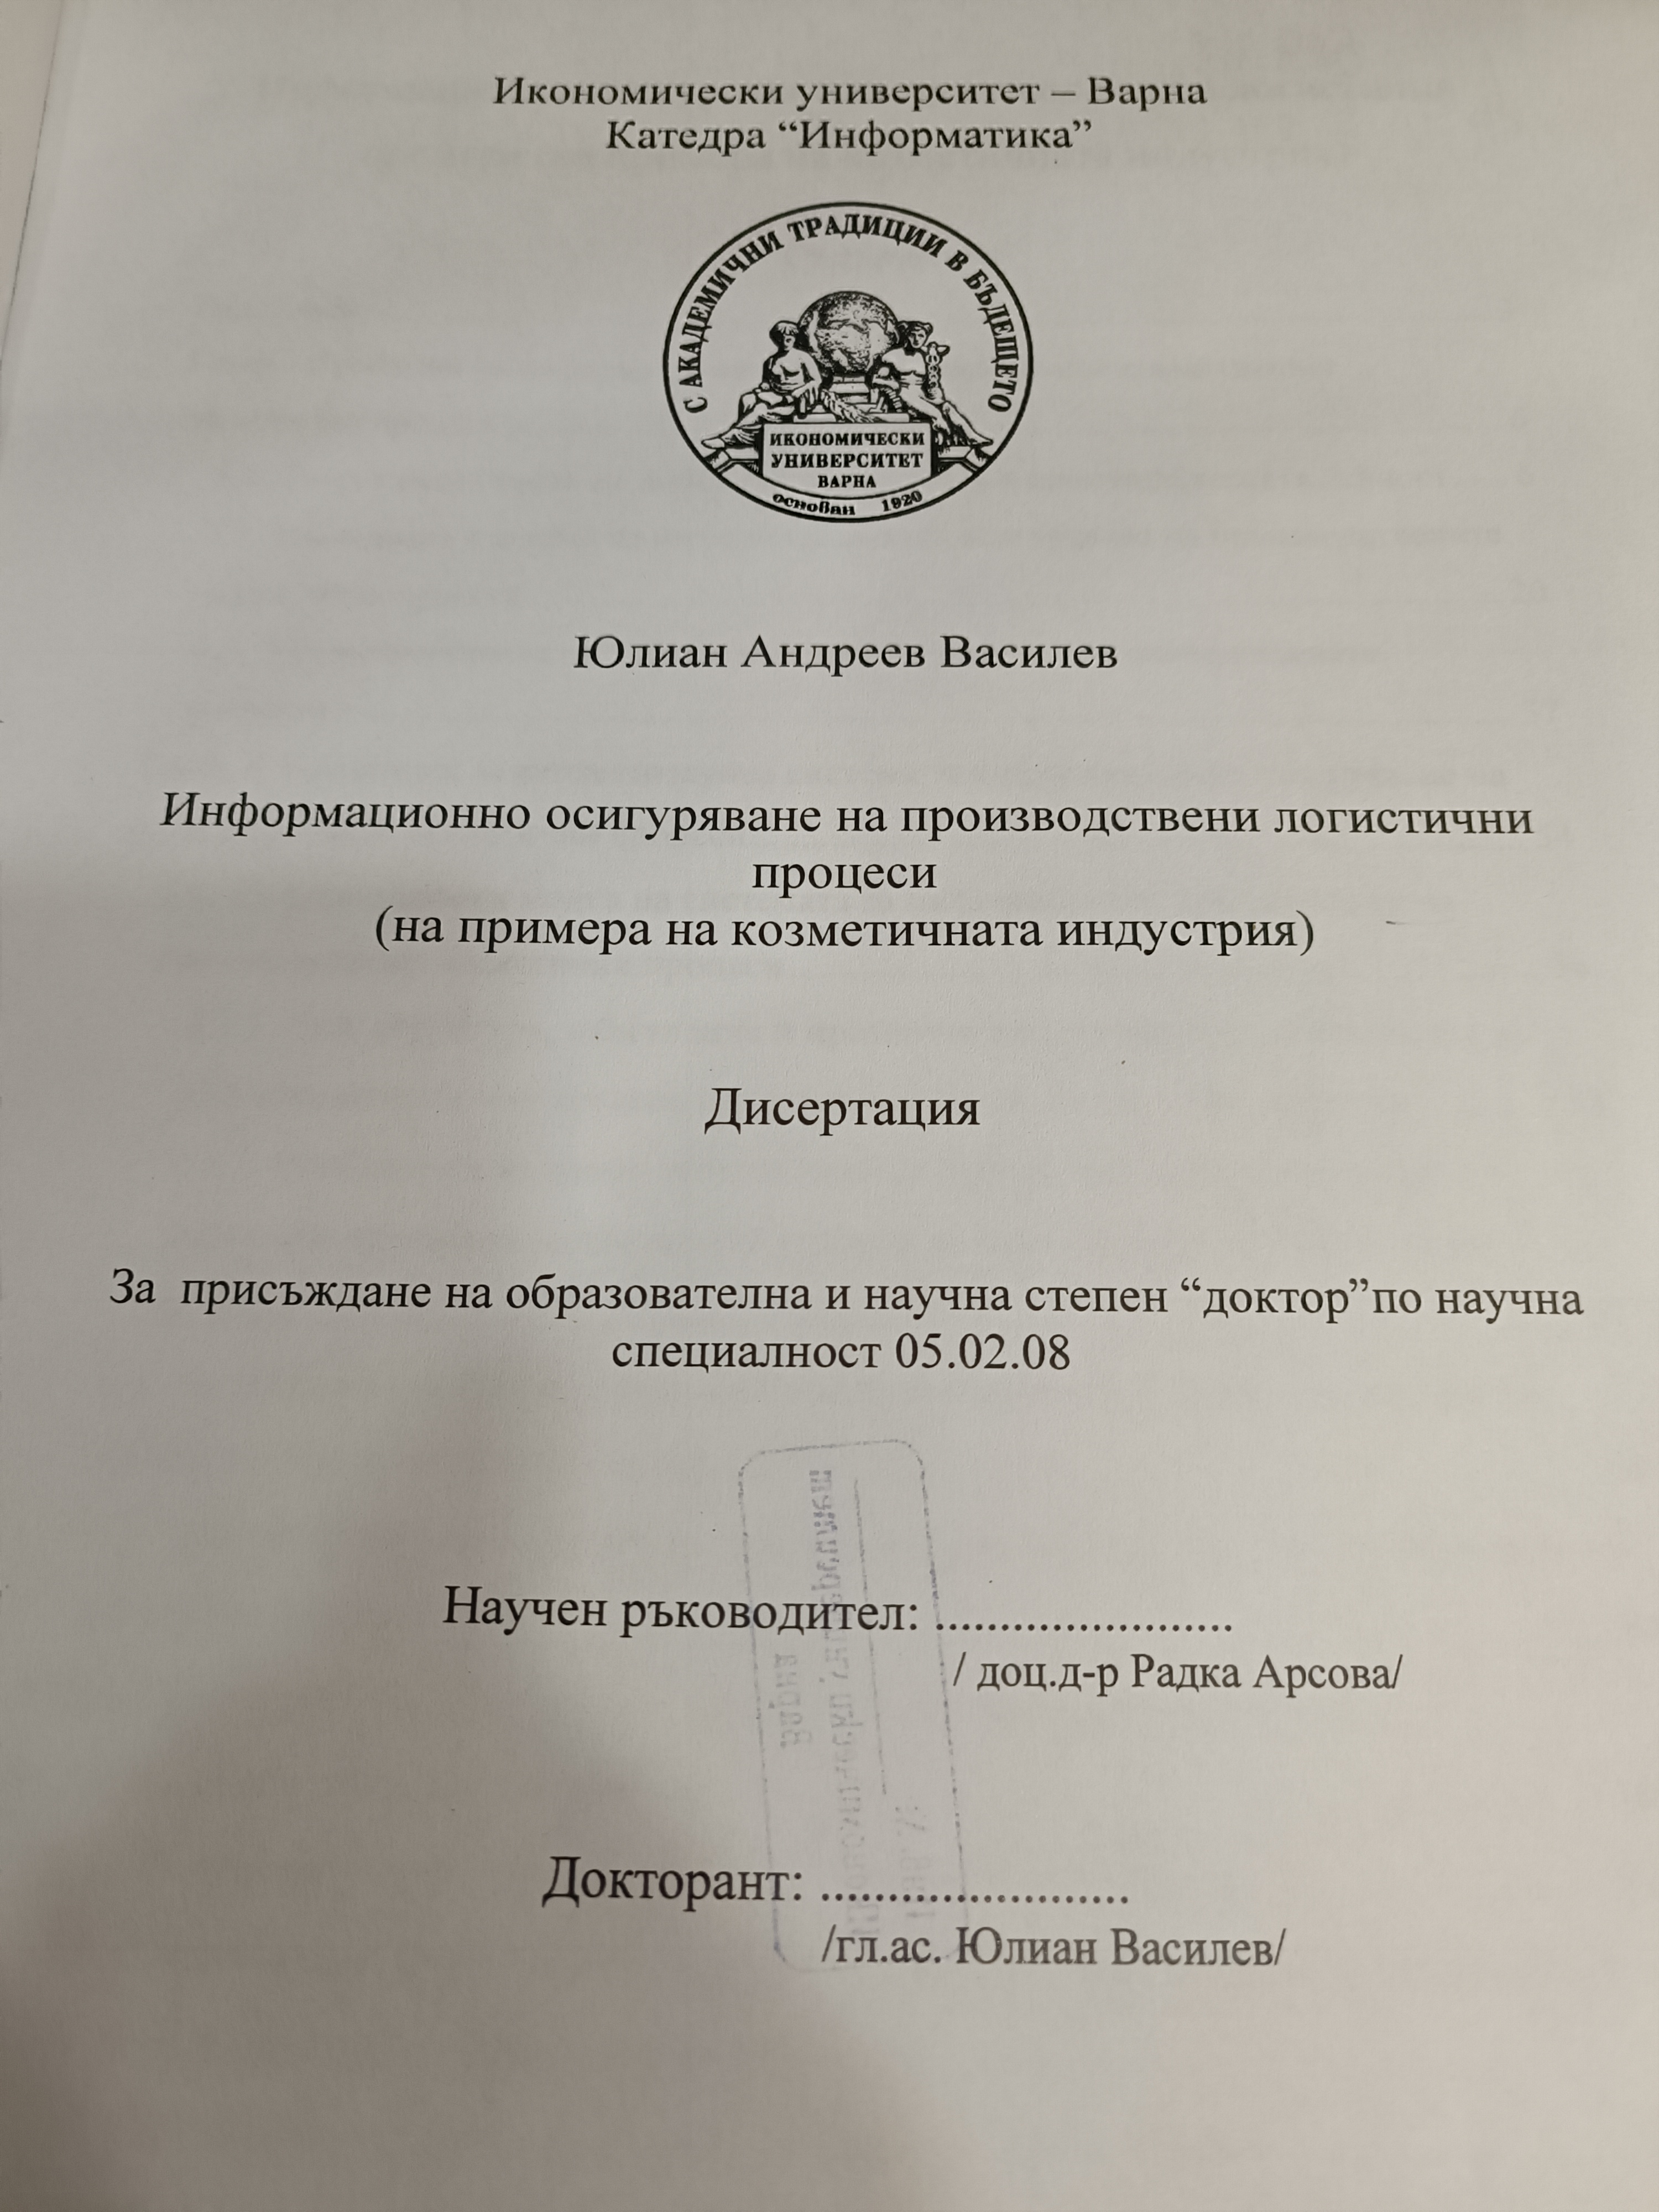 Икономически университет – Варна
Катедра “Информатика”
С АКАДЕМИЧНИ ТРАДИЦИИ В БЪДЕЩЕТО
ИКОНОМИЧЕСКИ
УНИВЕРСИТЕТ
ВАРНА
основан 1920
Юлиан Андреев Василев
Информационно осигуряване на производствени логистични
процеси
(на примера на козметичната индустрия)
Дисертация
За присъждане на образователна и научна степен “доктор”по научна
специалност 05.02.08
Научен ръководител: .......................
/ доц.д-р Радка Арсова/
Докторант: .......................
/гл.ас. Юлиан Василев/